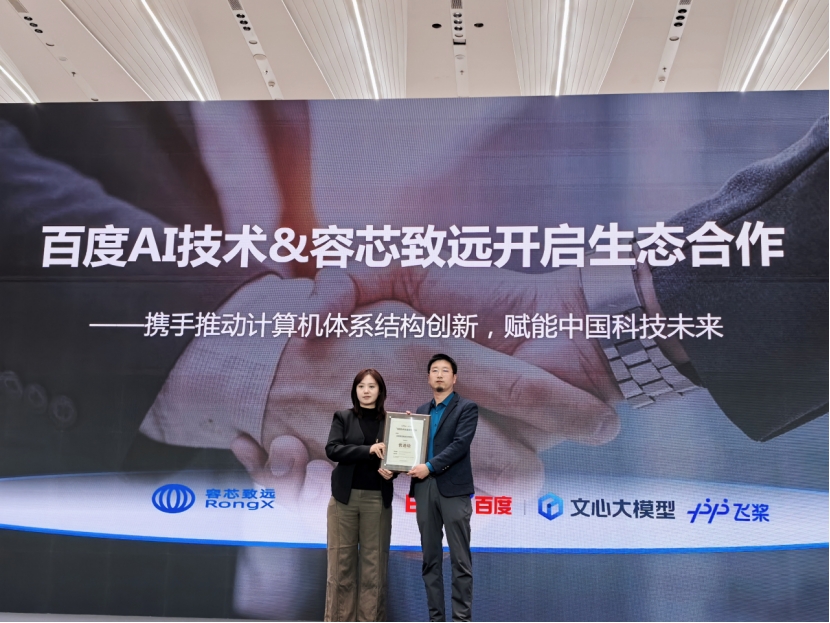 百度AI技术&容芯致远开启生态合作
——携手推动计算机体系结构创新，赋能中国科技未来
容芯致远
RongX
百度
文心大模型
飞桨